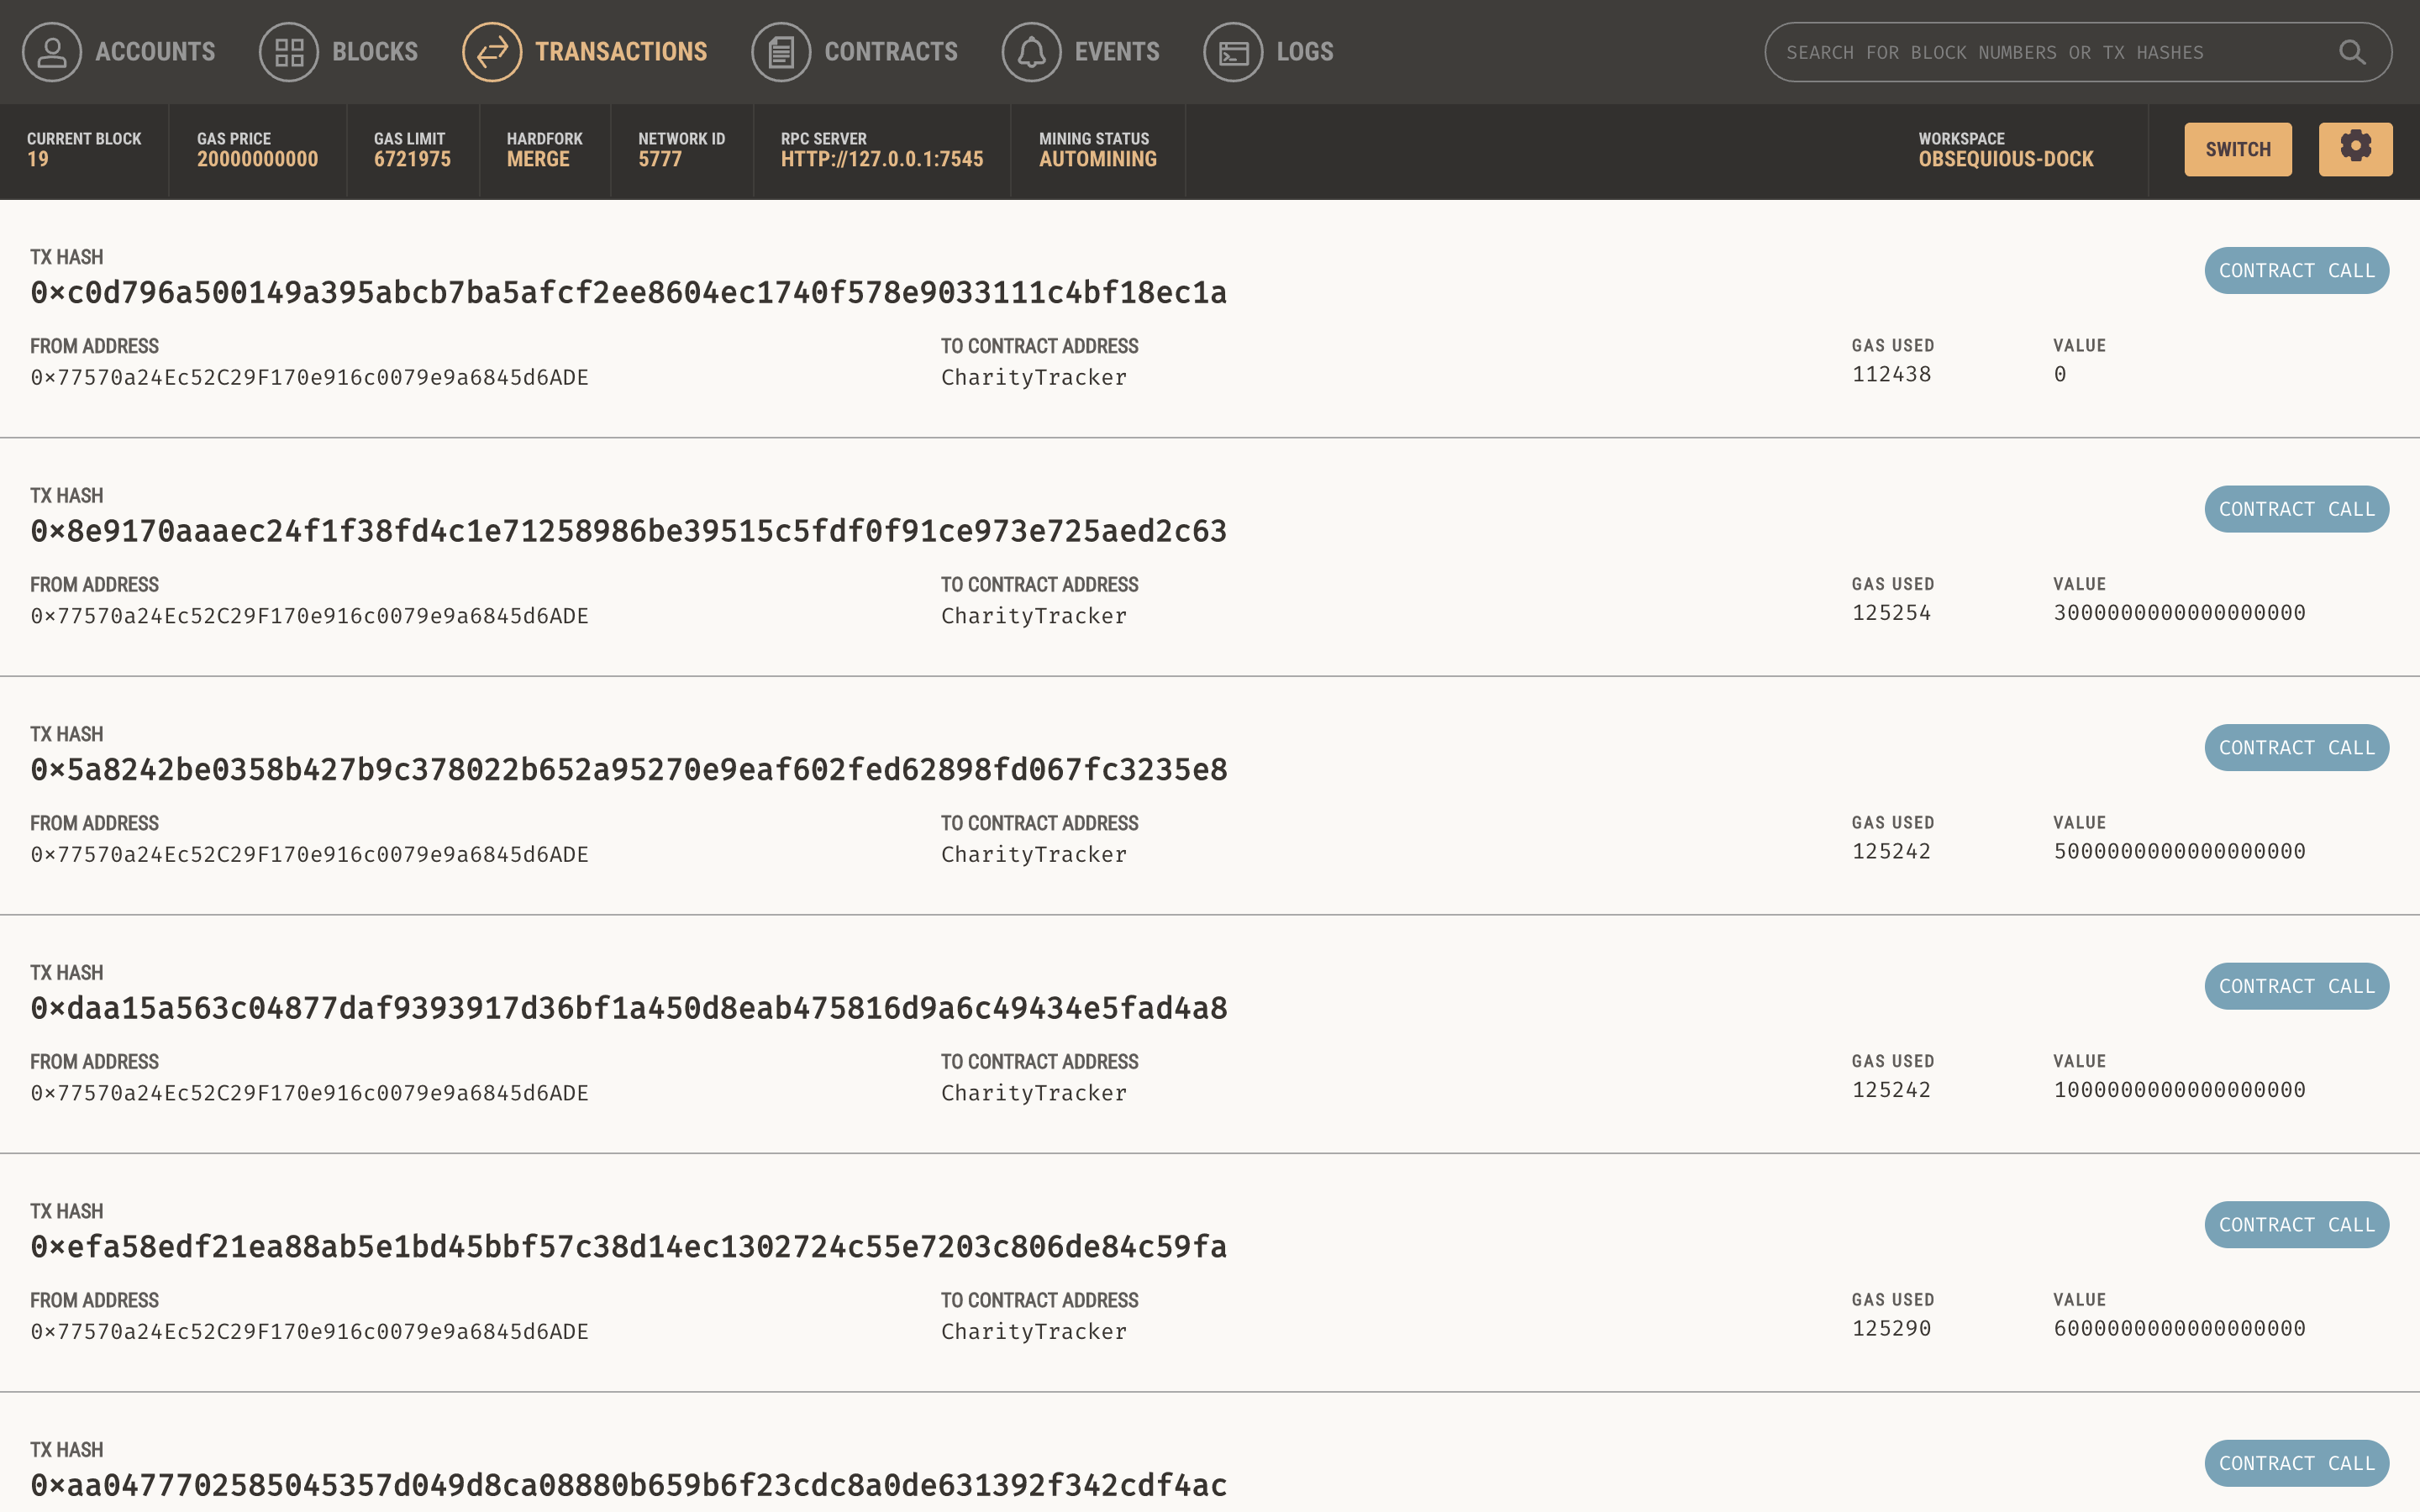 ACCOUNTS BLOCKS TRANSACTIONS CONTRACTS EVENTS LOGS SEARCH FOR BLOCK NUMBERS OR TX HASHES
CURRENT BLOCK GAS PRICE GAS LIMIT HARDFORK NETWORK ID RPC SERVER MINING STATUS WORKSPACE
19 20000000000 6721975 MERGE 5777 HTTP://127.0.0.1:7545 AUTOMINING OBSEQUIOUS-DOCK SWITCH
TX HASH
0×c0d796a500149a395abcb7ba5afcf2ee8604ec1740f578e9033111c4bf18ec1a CONTRACT CALL
FROM ADDRESS TO CONTRACT ADDRESS GAS USED VALUE
0×77570a24Ec52C29F170e916c0079e9a6845d6ADE CharityTracker 112438 0
TX HASH
0×8e9170aaaec24f1f38fd4c1e71258986be39515c5fdf0f91ce973e725aed2c63 CONTRACT CALL
FROM ADDRESS TO CONTRACT ADDRESS GAS USED VALUE
0×77570a24Ec52C29F170e916c0079e9a6845d6ADE CharityTracker 125254 3000000000000000000
TX HASH
0×5a8242be0358b427b9c378022b652a95270e9eaf602fed62898fd067fc3235e8 CONTRACT CALL
FROM ADDRESS TO CONTRACT ADDRESS GAS USED VALUE
0×77570a24Ec52C29F170e916c0079e9a6845d6ADE CharityTracker 125242 5000000000000000000
TX HASH
0×daa15a563c04877daf9393917d36bf1a450d8eab475816d9a6c49434e5fad4a8 CONTRACT CALL
FROM ADDRESS TO CONTRACT ADDRESS GAS USED VALUE
0×77570a24Ec52C29F170e916c0079e9a6845d6ADE CharityTracker 125242 1000000000000000000
TX HASH
0×efa58edf21ea88ab5e1bd45bbf57c38d14ec1302724c55e7203c806de84c59fa CONTRACT CALL
FROM ADDRESS TO CONTRACT ADDRESS GAS USED VALUE
0×77570a24Ec52C29F170e916c0079e9a6845d6ADE CharityTracker 125290 6000000000000000000
TX HASH
0×aa0477702585045357d049d8ca08880b659b6f23cdc8a0de631392f342cdf4ac CONTRACT CALL